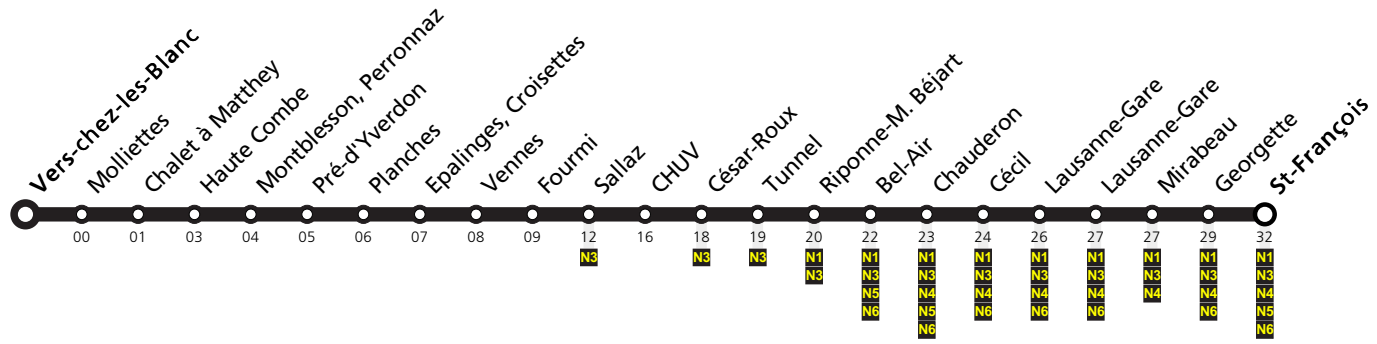 Vers-chez-les-Blanc
Molliettes
Chalet à Matthey
Haute Combe
Montblesson, Perronnaz
Pré-d'Yverdon
Planches
Epalinges, Croisettes
Vennes
Fourmi
Sallaz
CHUV
César-Roux
Tunnel
Riponne-M. Béjart
Bel-Air
Chauderon
Cécil
Lausanne-Gare
Lausanne-Gare
Mirabeau
Georgette
St-François
00 01 03 04 05 06 07 08 09 12 16 18 19 20 22 23 24 26 27 27 29 32
N3 N3 N3 N1 N1 N1 N1 N1 N1 N1 N1 N1
N3 N3 N3 N3 N3 N3 N3 N3 N3
N5 N4 N4 N4 N4 N4 N4 N4
N6 N5 N6 N6 N6 N6 N5
N6 N6